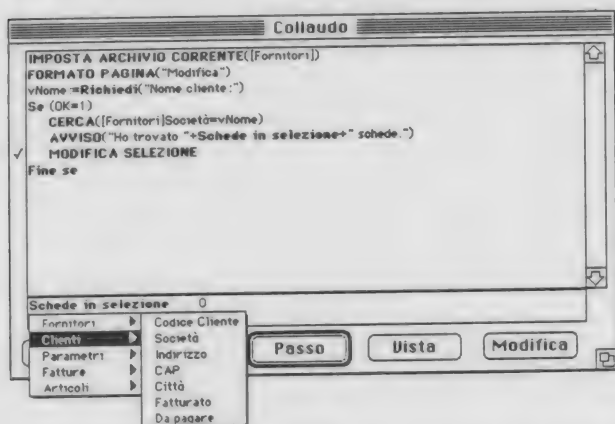 Collaudo
IMPOSTA ARCHIVIO CORRENTE([Fornitori])
FORMATO PAGINA("Modifica")
vNome:=Richiedi("Nome cliente:")
Se (OK=1)
CERCA([Fornitori]Società=vNome)
AVVISO("Ho trovato "+Schede in selezione+" schede.")
✓ MODIFICA SELEZIONE
Fine se
Schede in selezione 0
Fornitori
Clienti
Parametri
Fatture
Articoli
Codice Cliente
Società
Indirizzo
CAP
Città
Fatturato
Da pagare
Passo
Vista
Modifica